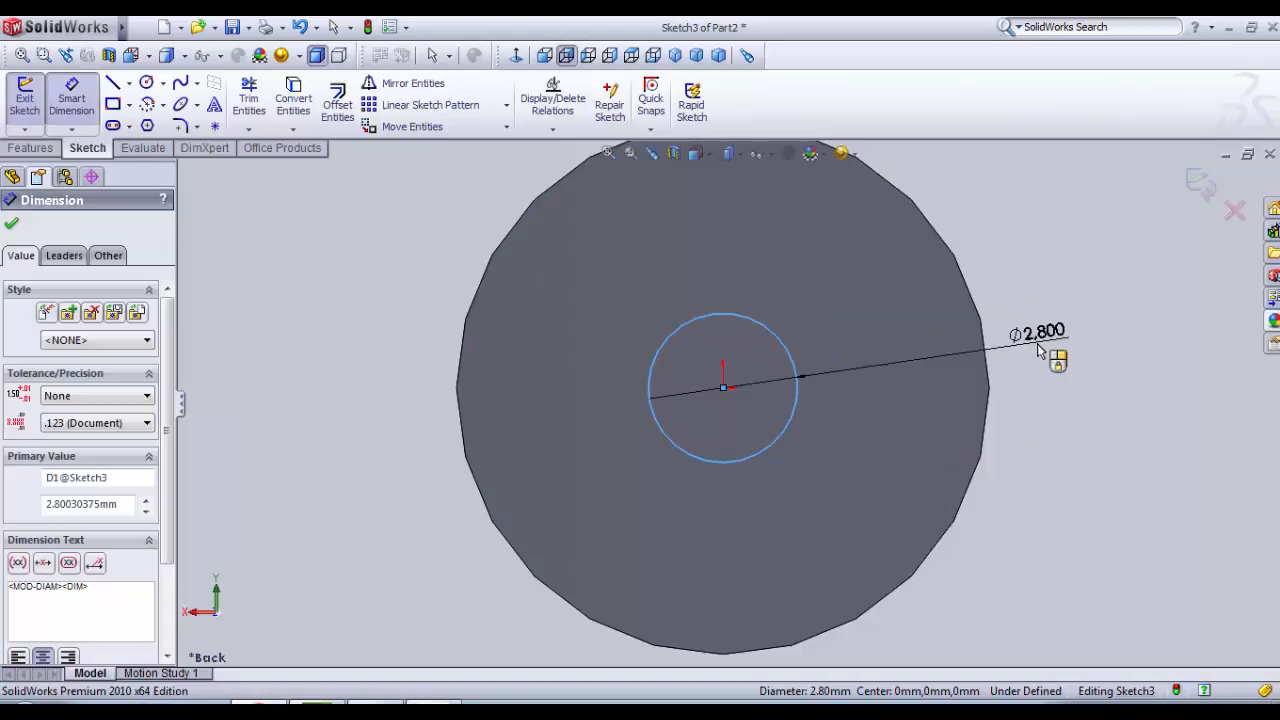 SolidWorks
Sketch3 of Part2 *
SolidWorks Search
Exit Sketch
Smart Dimension
Trim Entities
Convert Entities
Offset Entities
Mirror Entities
Linear Sketch Pattern
Move Entities
Display/Delete Relations
Repair Sketch
Quick Snaps
Rapid Sketch
Features
Sketch
Evaluate
DimXpert
Office Products
Dimension
?
Value
Leaders
Other
Style
<NONE>
Tolerance/Precision
None
.123 (Document)
Primary Value
D1@Sketch3
2.80030375mm
Dimension Text
<MOD-DIAM><DIM>
∅2.800
Y
X
*Back
Model
Motion Study 1
SolidWorks Premium 2010 x64 Edition
Diameter: 2.80mm
Center: 0mm,0mm,0mm
Under Defined
Editing Sketch3